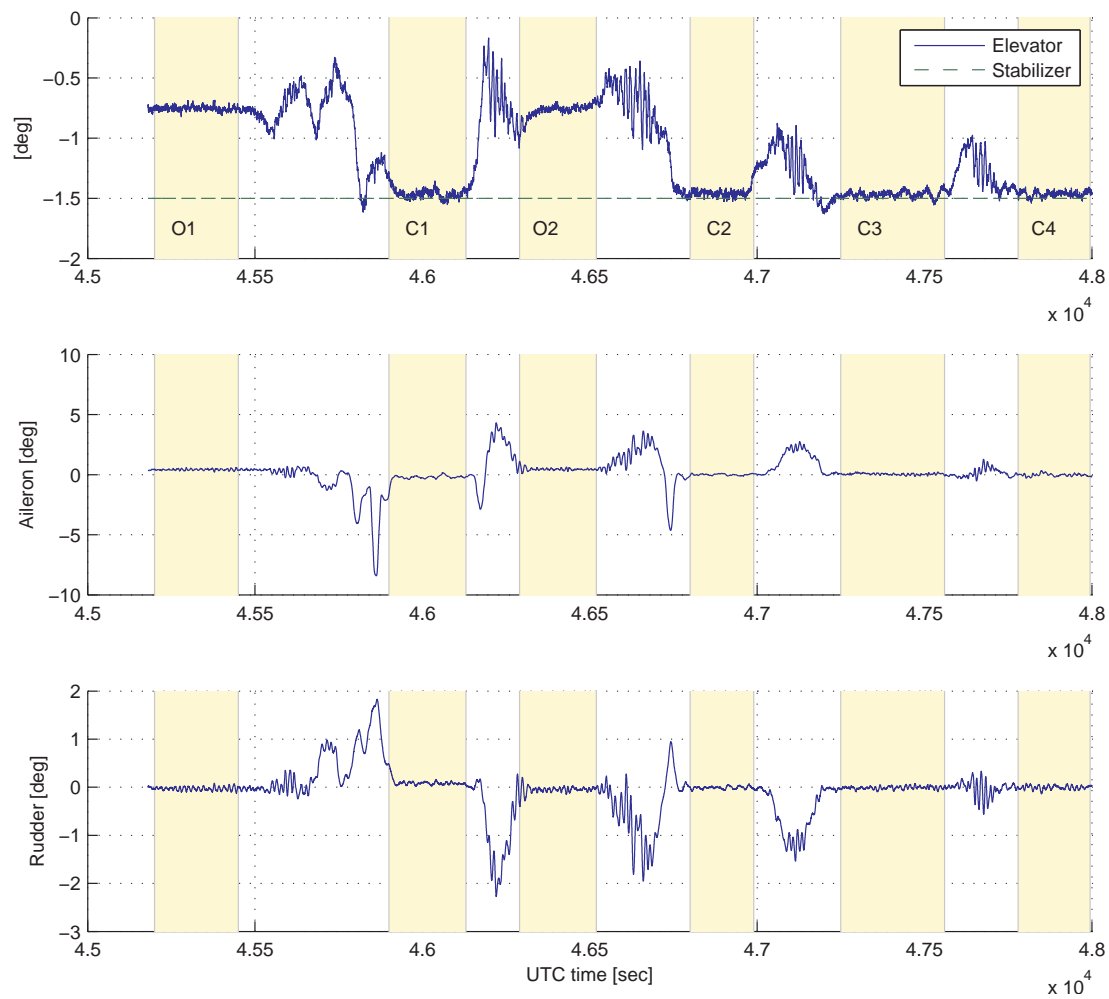 0
−0.5
−1.0
−1.5
−2
[deg]
Elevator
Stabilizer
O1
C1
O2
C2
C3
C4
4.5
4.55
4.6
4.65
4.7
4.75
4.8
x 10^4
10
5
0
−5
−10
Aileron [deg]
4.5
4.55
4.6
4.65
4.7
4.75
4.8
x 10^4
2
1
0
−1
−2
−3
Rudder [deg]
4.5
4.55
4.6
4.65
4.7
4.75
4.8
UTC time [sec]
x 10^4